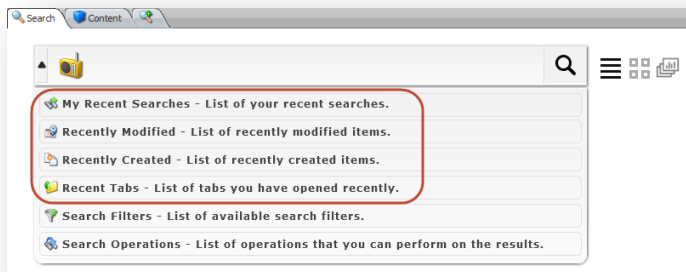 Search
Content
My Recent Searches - List of your recent searches.
Recently Modified - List of recently modified items.
Recently Created - List of recently created items.
Recent Tabs - List of tabs you have opened recently.
Search Filters - List of available search filters.
Search Operations - List of operations that you can perform on the results.